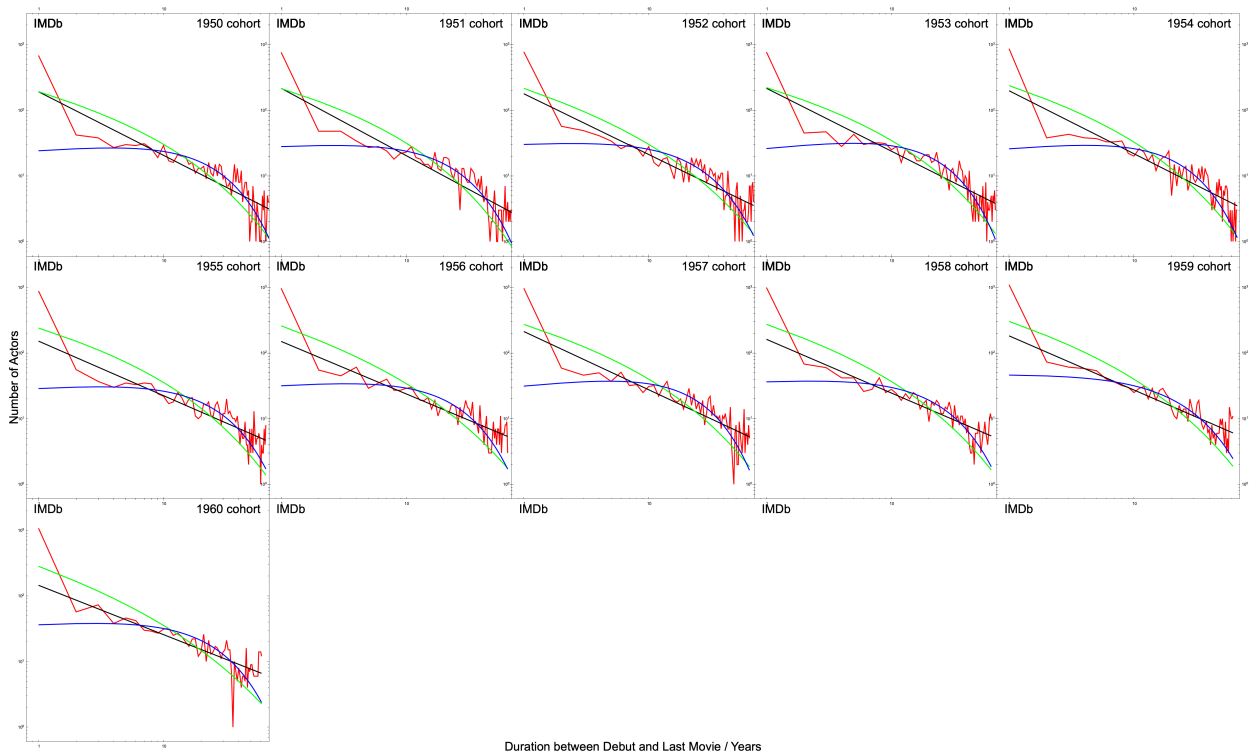 IMDb 1950 cohort IMDb 1951 cohort IMDb 1952 cohort IMDb 1953 cohort IMDb 1954 cohort
IMDb 1955 cohort IMDb 1956 cohort IMDb 1957 cohort IMDb 1958 cohort IMDb 1959 cohort
Number of Actors
IMDb 1960 cohort IMDb IMDb IMDb IMDb
Duration between Debut and Last Movie / Years